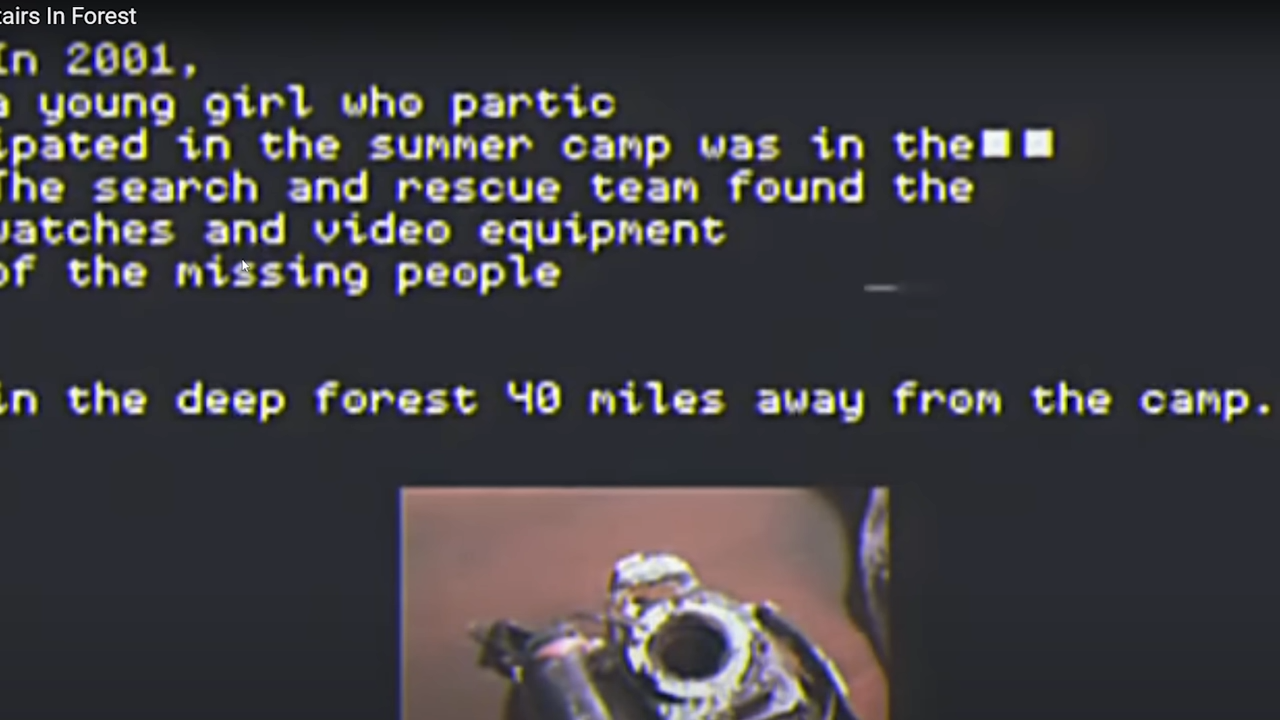 tairs In Forest
In 2001,
a young girl who partic
ipated in the summer camp was in the■ ■
The search and rescue team found the
watches and video equipment
of the missing people
in the deep forest 40 miles away from the camp.